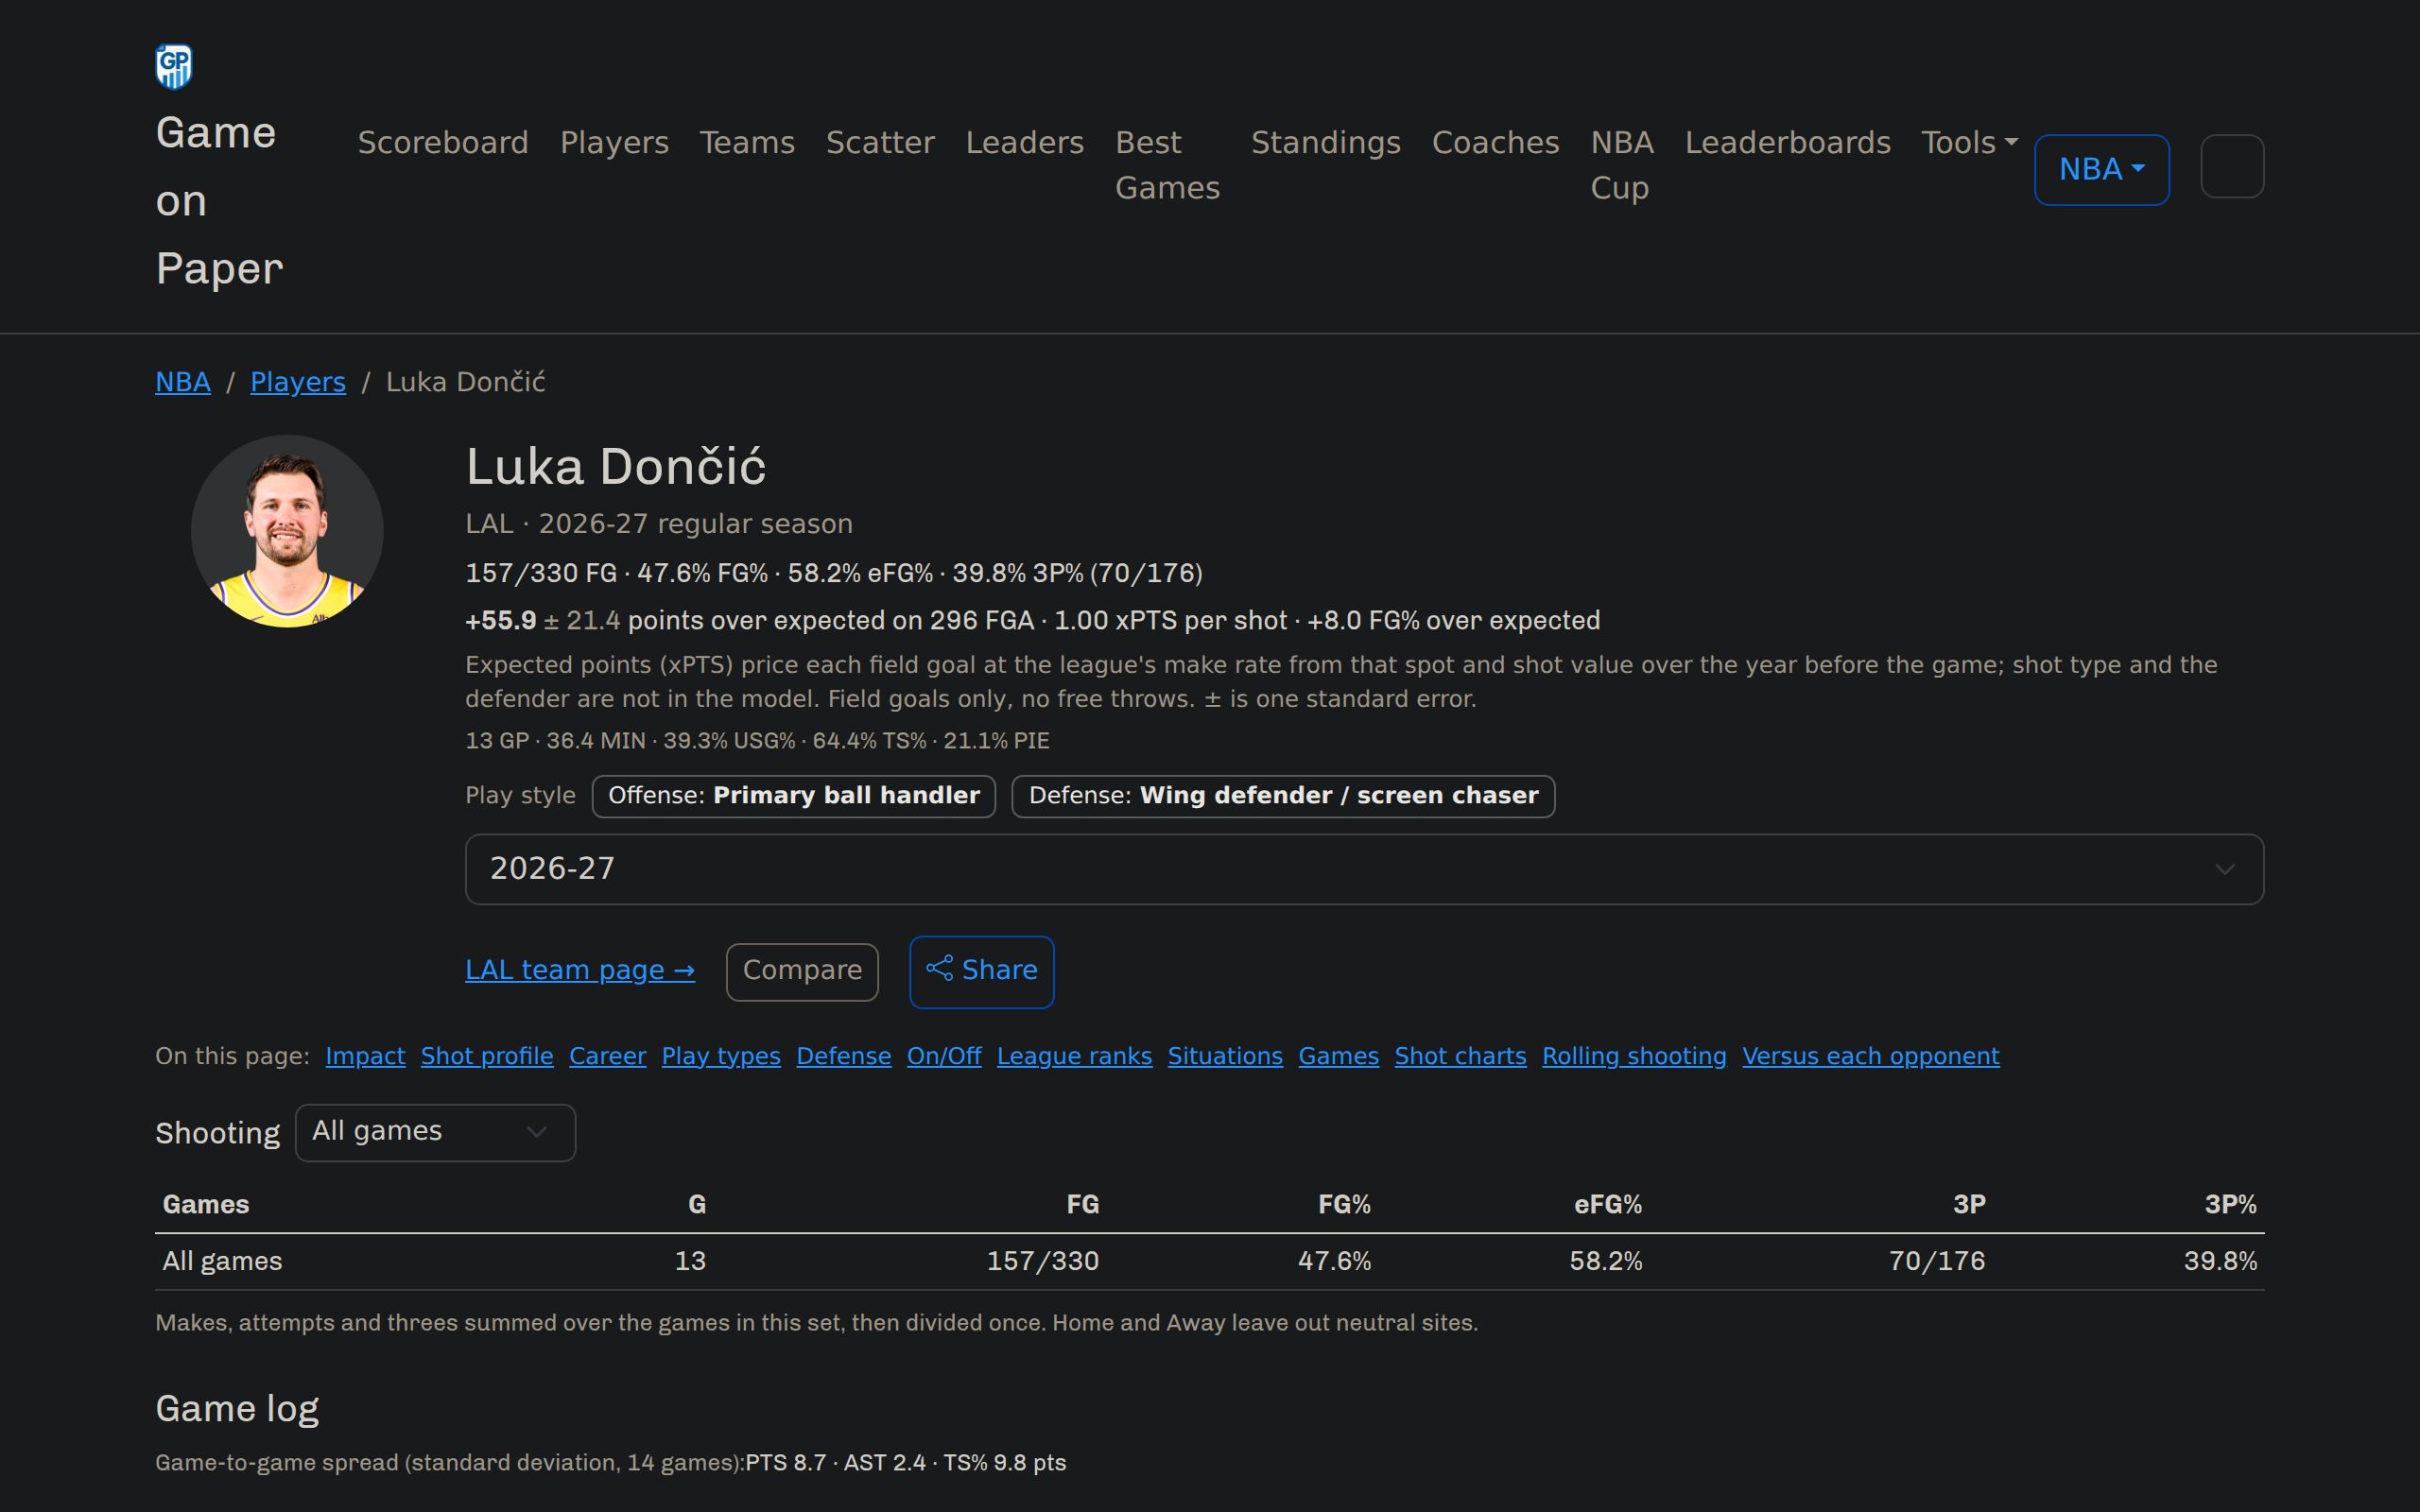 GP
Game
on
Paper
Scoreboard Players Teams Scatter Leaders Best Games Standings Coaches NBA Cup Leaderboards Tools NBA
NBA / Players / Luka Dončić
Luka Dončić
LAL · 2026-27 regular season
157/330 FG · 47.6% FG% · 58.2% eFG% · 39.8% 3P% (70/176)
+55.9 ± 21.4 points over expected on 296 FGA · 1.00 xPTS per shot · +8.0 FG% over expected
Expected points (xPTS) price each field goal at the league's make rate from that spot and shot value over the year before the game; shot type and the
defender are not in the model. Field goals only, no free throws. ± is one standard error.
13 GP · 36.4 MIN · 39.3% USG% · 64.4% TS% · 21.1% PIE
Play style Offense: Primary ball handler Defense: Wing defender / screen chaser
2026-27
LAL team page → Compare Share
On this page: Impact Shot profile Career Play types Defense On/Off League ranks Situations Games Shot charts Rolling shooting Versus each opponent
Shooting All games
Games G FG FG% eFG% 3P 3P%
All games 13 157/330 47.6% 58.2% 70/176 39.8%
Makes, attempts and threes summed over the games in this set, then divided once. Home and Away leave out neutral sites.
Game log
Game-to-game spread (standard deviation, 14 games):PTS 8.7 · AST 2.4 · TS% 9.8 pts